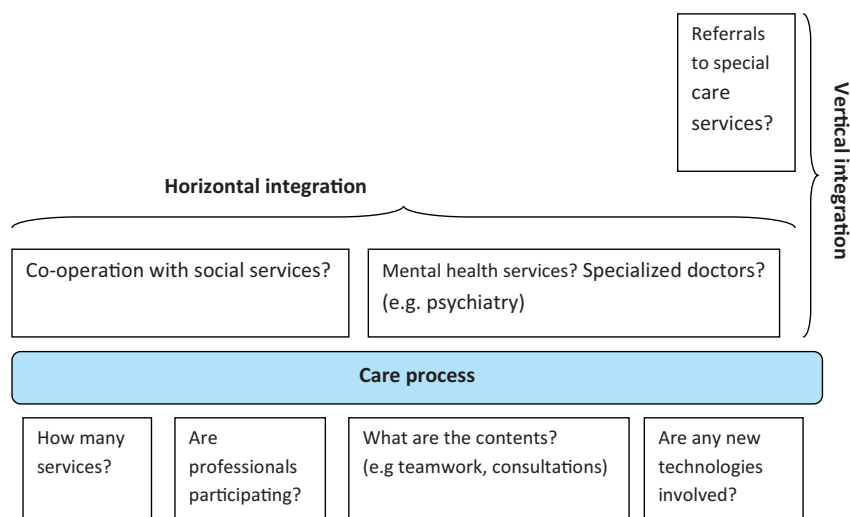 Referrals
to special
care
services?
Vertical integration
Horizontal integration
Co-operation with social services?
Mental health services? Specialized doctors?
(e.g. psychiatry)
Care process
How many
services?
Are
professionals
participating?
What are the contents?
(e.g teamwork, consultations)
Are any new
technologies
involved?